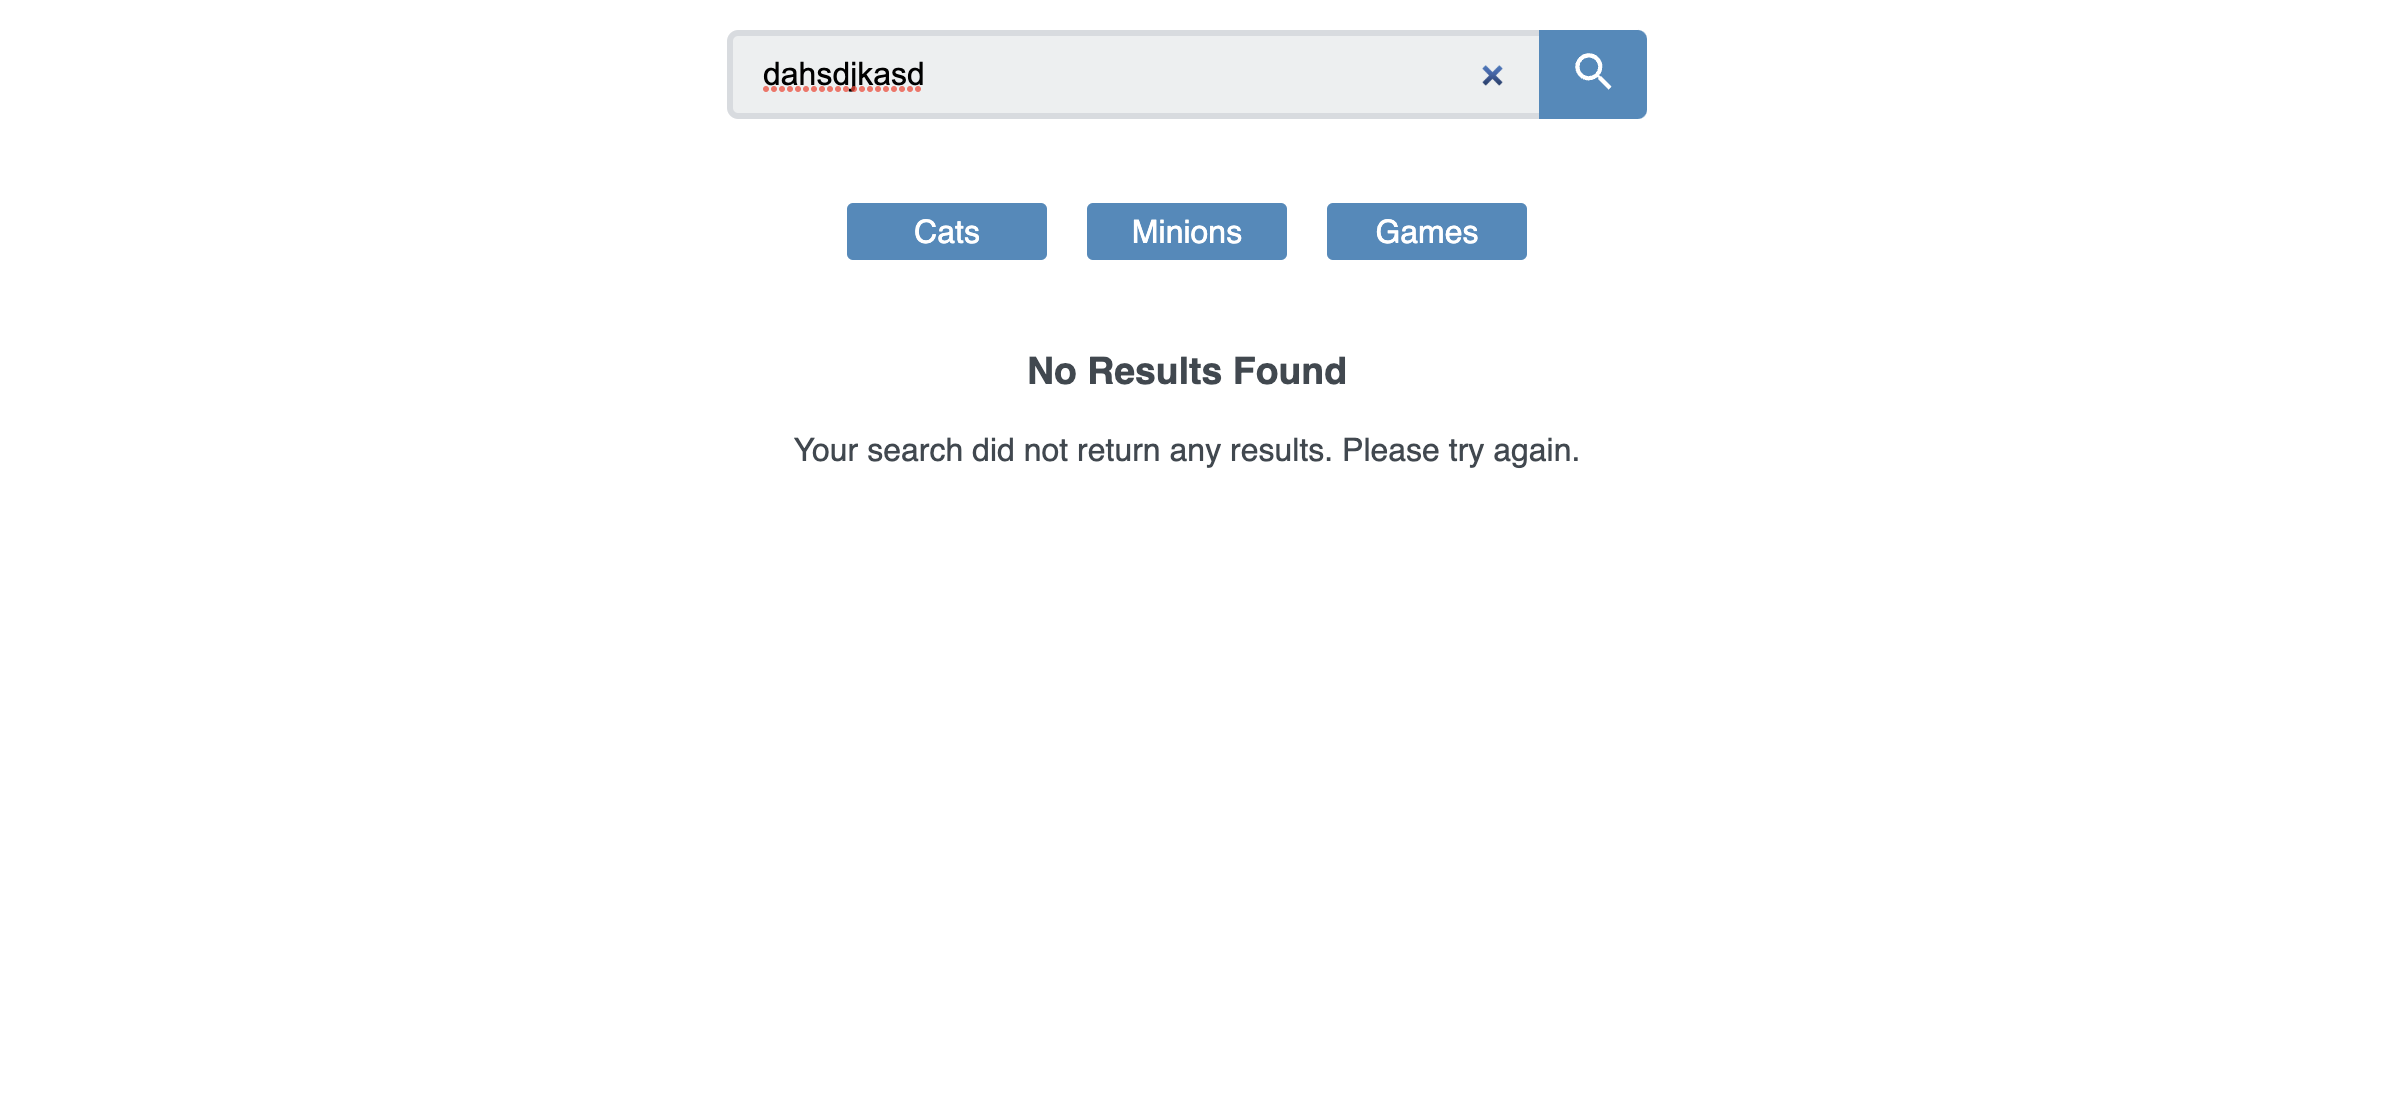 dahsdjkasd
Cats Minions Games
No Results Found
Your search did not return any results. Please try again.